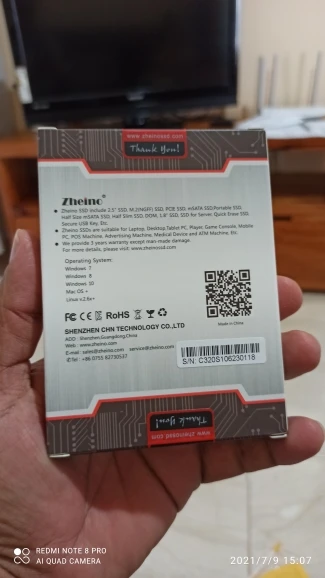 www.zheinossd.com
Thank You!
Zheino®
Zheino SSD include 2.5" SSD, M.2(NGFF) SSD, PCIE SSD, mSATA SSD,Portable SSD,
Half Size mSATA SSD, Half Slim SSD, DOM, 1.8" SSD, SSD for Server, Quick Erase SSD,
Secure USB Key, Etc.
Zheino SSDs are suitable for Laptop, Desktop Tablet PC, Player, Game Console, Mobile
PC, POS Machine, Advertising Machine, Medical Device and ATM Machine, Etc.
We provide 3 years warranty except man-made damage.
For more details, please visit: www.zheinossd.com
Operating System:
Windows 7
Windows 8
Windows 10
Mac OS +
Linux v.2.6+
FC CE RoHS
Made in China
SHENZHEN CHN TECHNOLOGY CO.,LTD
ADD : Shenzhen,Guangdong,China
Web : www.zheino.com
E-mail : sales@zheino.com service@zheino.com
Tel : +86 0755 82730537
S/N: C320S106230118
Thank You!
www.zheinossd.com
REDMI NOTE 8 PRO
AI QUAD CAMERA
2021/7/9 15:07